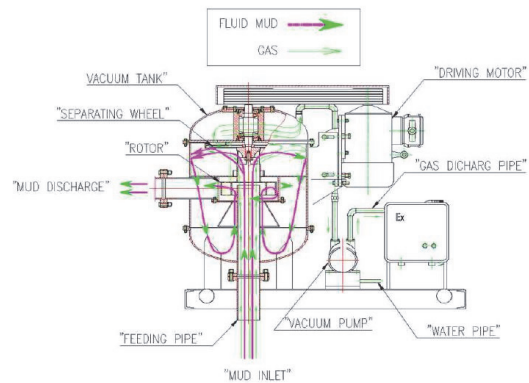 FLUID MUD
GAS
VACUUM TANK"
"DRIVING MOTOR"
"SEPARATING WHEEL"
"ROTOR"
"GAS DICHARG PIPE"
"MUD DISCHARGE"
Ex
"VACUUM PUMP"
"WATER PIPE"
"FEEDING PIPE"
"MUD INLET"